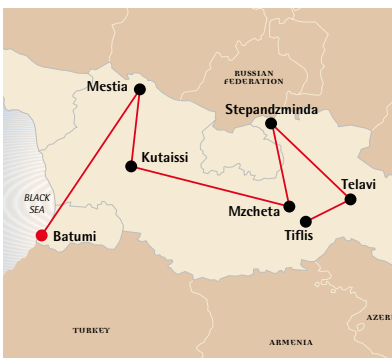 RUSSIAN
FEDERATION
Mestia
Stepandzminda
Kutaissi
Telavi
BLACK
SEA
Mzcheta
Batumi
Tiflis
AZER
TURKEY
ARMENIA